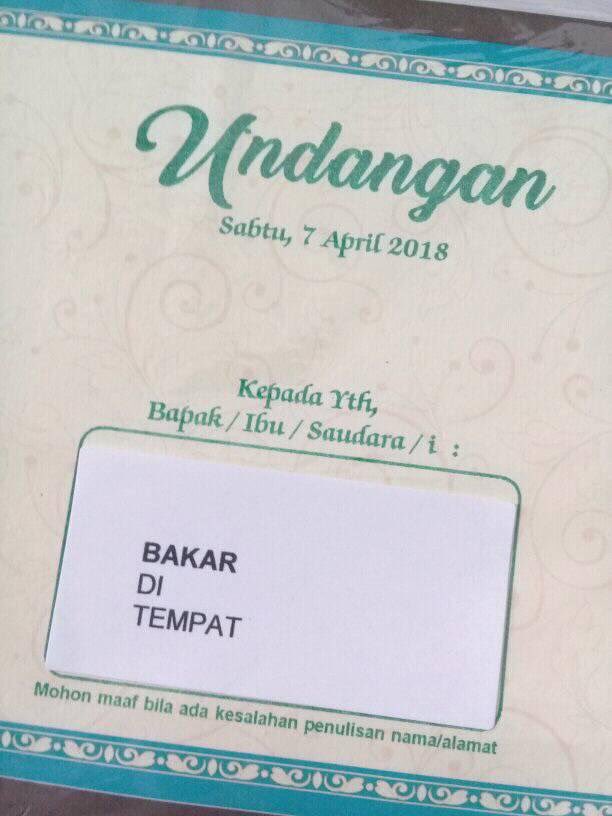 Undangan
Sabtu, 7 April 2018
Kepada Yth,
Bapak / Ibu / Saudara / i :
BAKAR
DI
TEMPAT
Mohon maaf bila ada kesalahan penulisan nama/alamat